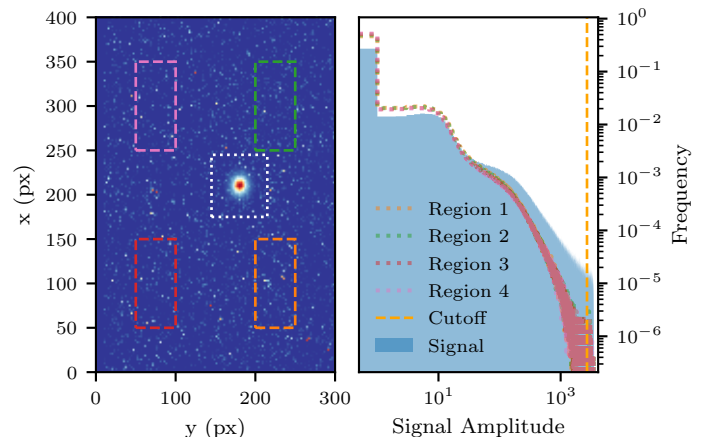 400
350
300
250
200
150
100
50
0
x (px)
0 100 200 300
y (px)
Region 1
Region 2
Region 3
Region 4
Cutoff
Signal
10^1 10^3
Signal Amplitude
10^0
10^−1
10^−2
10^−3
10^−4
10^−5
10^−6
Frequency